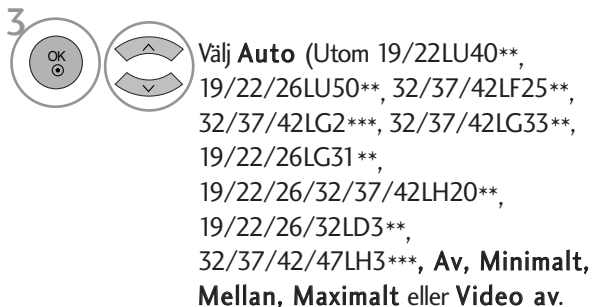 3
OK
Välj Auto (Utom 19/22LU40**,
19/22/26LU50**, 32/37/42LF25**,
32/37/42LG2***, 32/37/42LG33**,
19/22/26LG31**,
19/22/26/32/37/42LH20**,
19/22/26/32LD3**,
32/37/42/47LH3***, Av, Minimalt,
Mellan, Maximalt eller Video av.